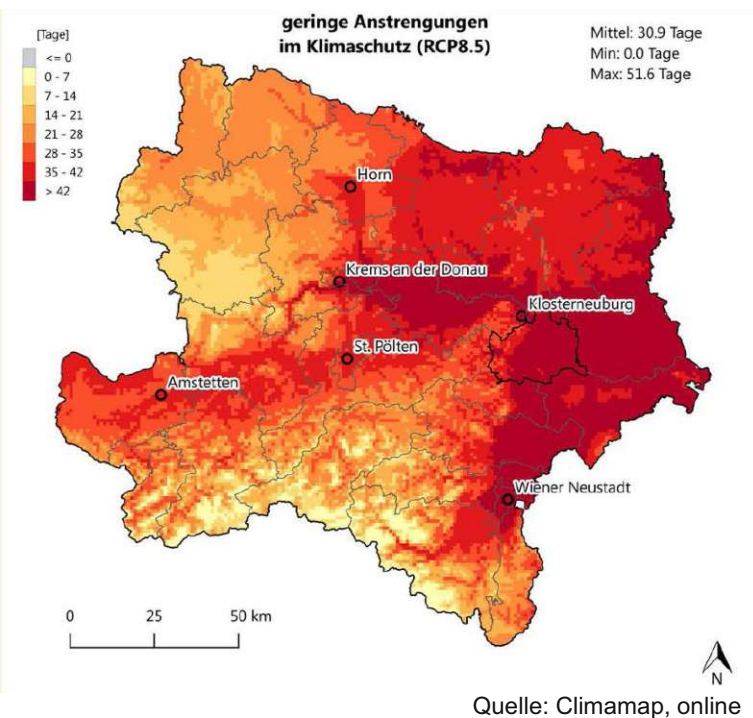 geringe Anstrengungen
im Klimaschutz (RCP8.5)
Mittel: 30.9 Tage
Min: 0.0 Tage
Max: 51.6 Tage
[Tage]
<= 0
0 - 7
7 - 14
14 - 21
21 - 28
28 - 35
35 - 42
> 42
Horn
Krems an der Donau
Klosterneuburg
St. Pölten
Amstetten
Wiener Neustadt
0 25 50 km
N
Quelle: Climamap, online